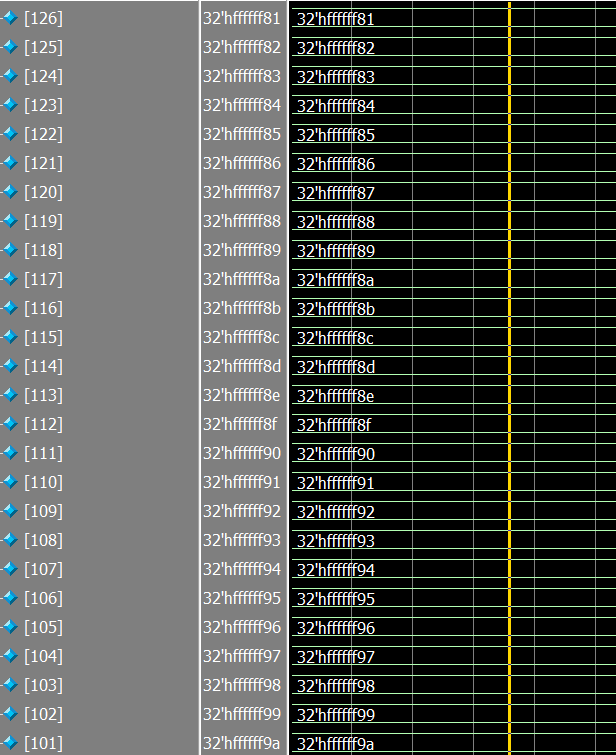 [126] 32'hffffff81 32'hffffff81
[125] 32'hffffff82 32'hffffff82
[124] 32'hffffff83 32'hffffff83
[123] 32'hffffff84 32'hffffff84
[122] 32'hffffff85 32'hffffff85
[121] 32'hffffff86 32'hffffff86
[120] 32'hffffff87 32'hffffff87
[119] 32'hffffff88 32'hffffff88
[118] 32'hffffff89 32'hffffff89
[117] 32'hffffff8a 32'hffffff8a
[116] 32'hffffff8b 32'hffffff8b
[115] 32'hffffff8c 32'hffffff8c
[114] 32'hffffff8d 32'hffffff8d
[113] 32'hffffff8e 32'hffffff8e
[112] 32'hffffff8f 32'hffffff8f
[111] 32'hffffff90 32'hffffff90
[110] 32'hffffff91 32'hffffff91
[109] 32'hffffff92 32'hffffff92
[108] 32'hffffff93 32'hffffff93
[107] 32'hffffff94 32'hffffff94
[106] 32'hffffff95 32'hffffff95
[105] 32'hffffff96 32'hffffff96
[104] 32'hffffff97 32'hffffff97
[103] 32'hffffff98 32'hffffff98
[102] 32'hffffff99 32'hffffff99
[101] 32'hffffff9a 32'hffffff9a